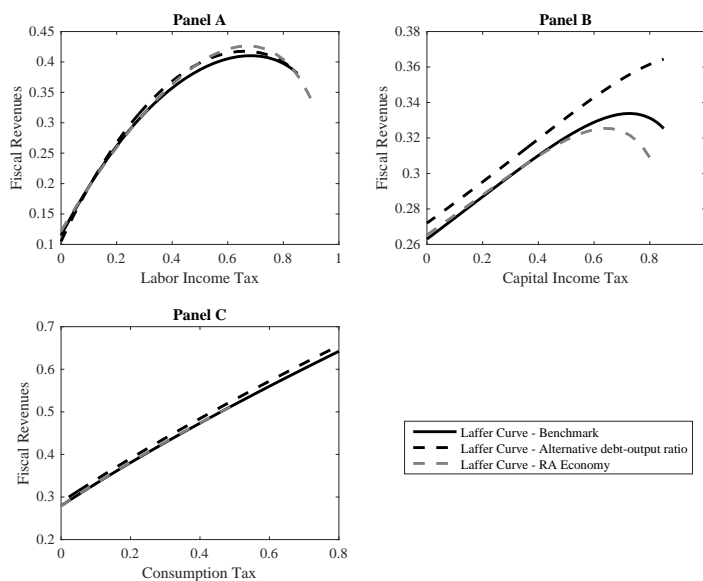 Panel A
0.45
0.4
0.35
0.3
0.25
0.2
0.15
0.1
Fiscal Revenues
0 0.2 0.4 0.6 0.8 1
Labor Income Tax
Panel B
0.38
0.36
0.34
0.32
0.3
0.28
0.26
Fiscal Revenues
0 0.2 0.4 0.6 0.8
Capital Income Tax
Panel C
0.7
0.6
0.5
0.4
0.3
0.2
Fiscal Revenues
0 0.2 0.4 0.6 0.8
Consumption Tax
Laffer Curve - Benchmark
Laffer Curve - Alternative debt-output ratio
Laffer Curve - RA Economy